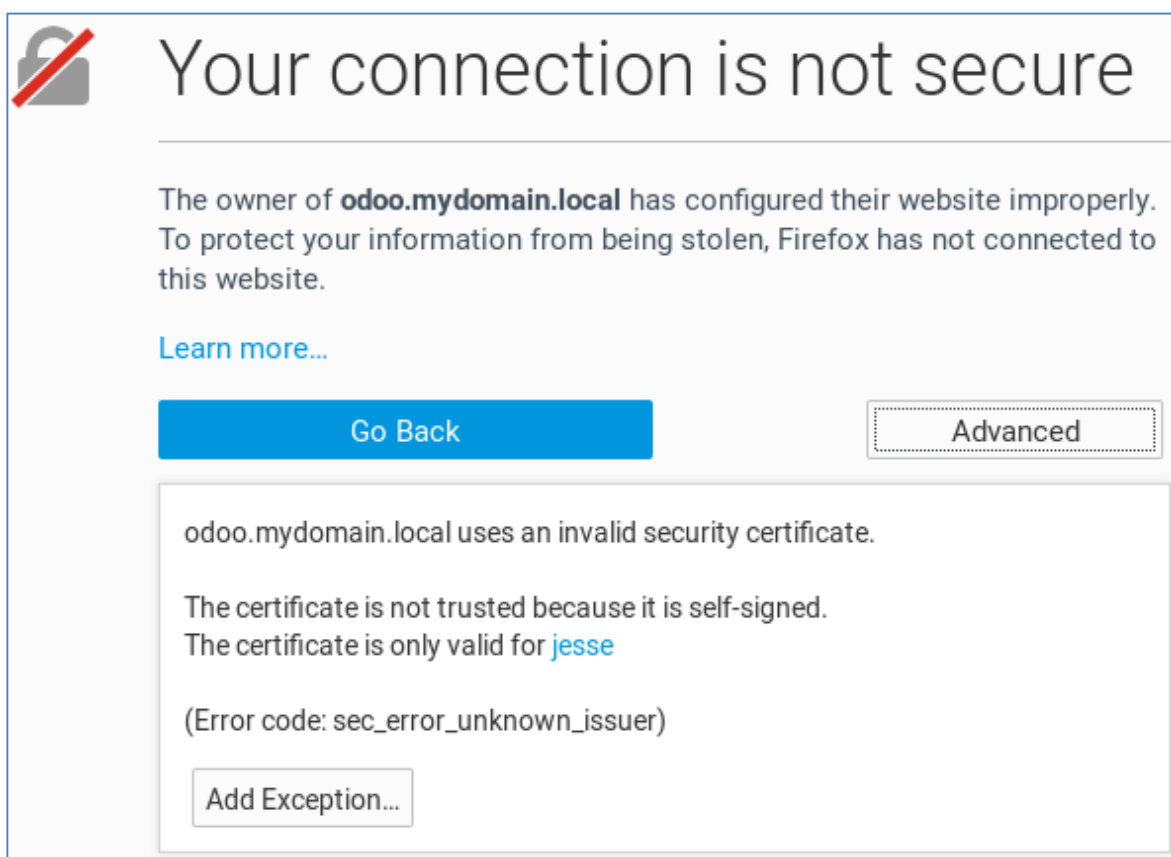 Your connection is not secure
The owner of odoo.mydomain.local has configured their website improperly.
To protect your information from being stolen, Firefox has not connected to
this website.
Learn more...
Go Back
Advanced
odoo.mydomain.local uses an invalid security certificate.
The certificate is not trusted because it is self-signed.
The certificate is only valid for jesse
(Error code: sec_error_unknown_issuer)
Add Exception...